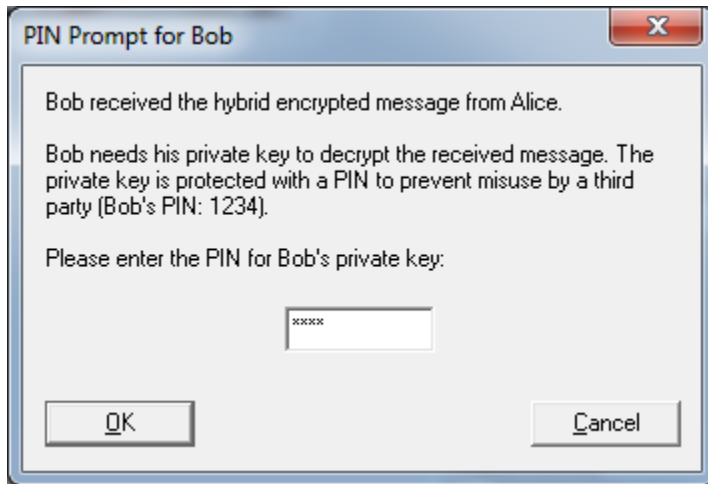 PIN Prompt for Bob
Bob received the hybrid encrypted message from Alice.
Bob needs his private key to decrypt the received message. The
private key is protected with a PIN to prevent misuse by a third
party (Bob's PIN: 1234).
Please enter the PIN for Bob's private key:
****
OK
Cancel